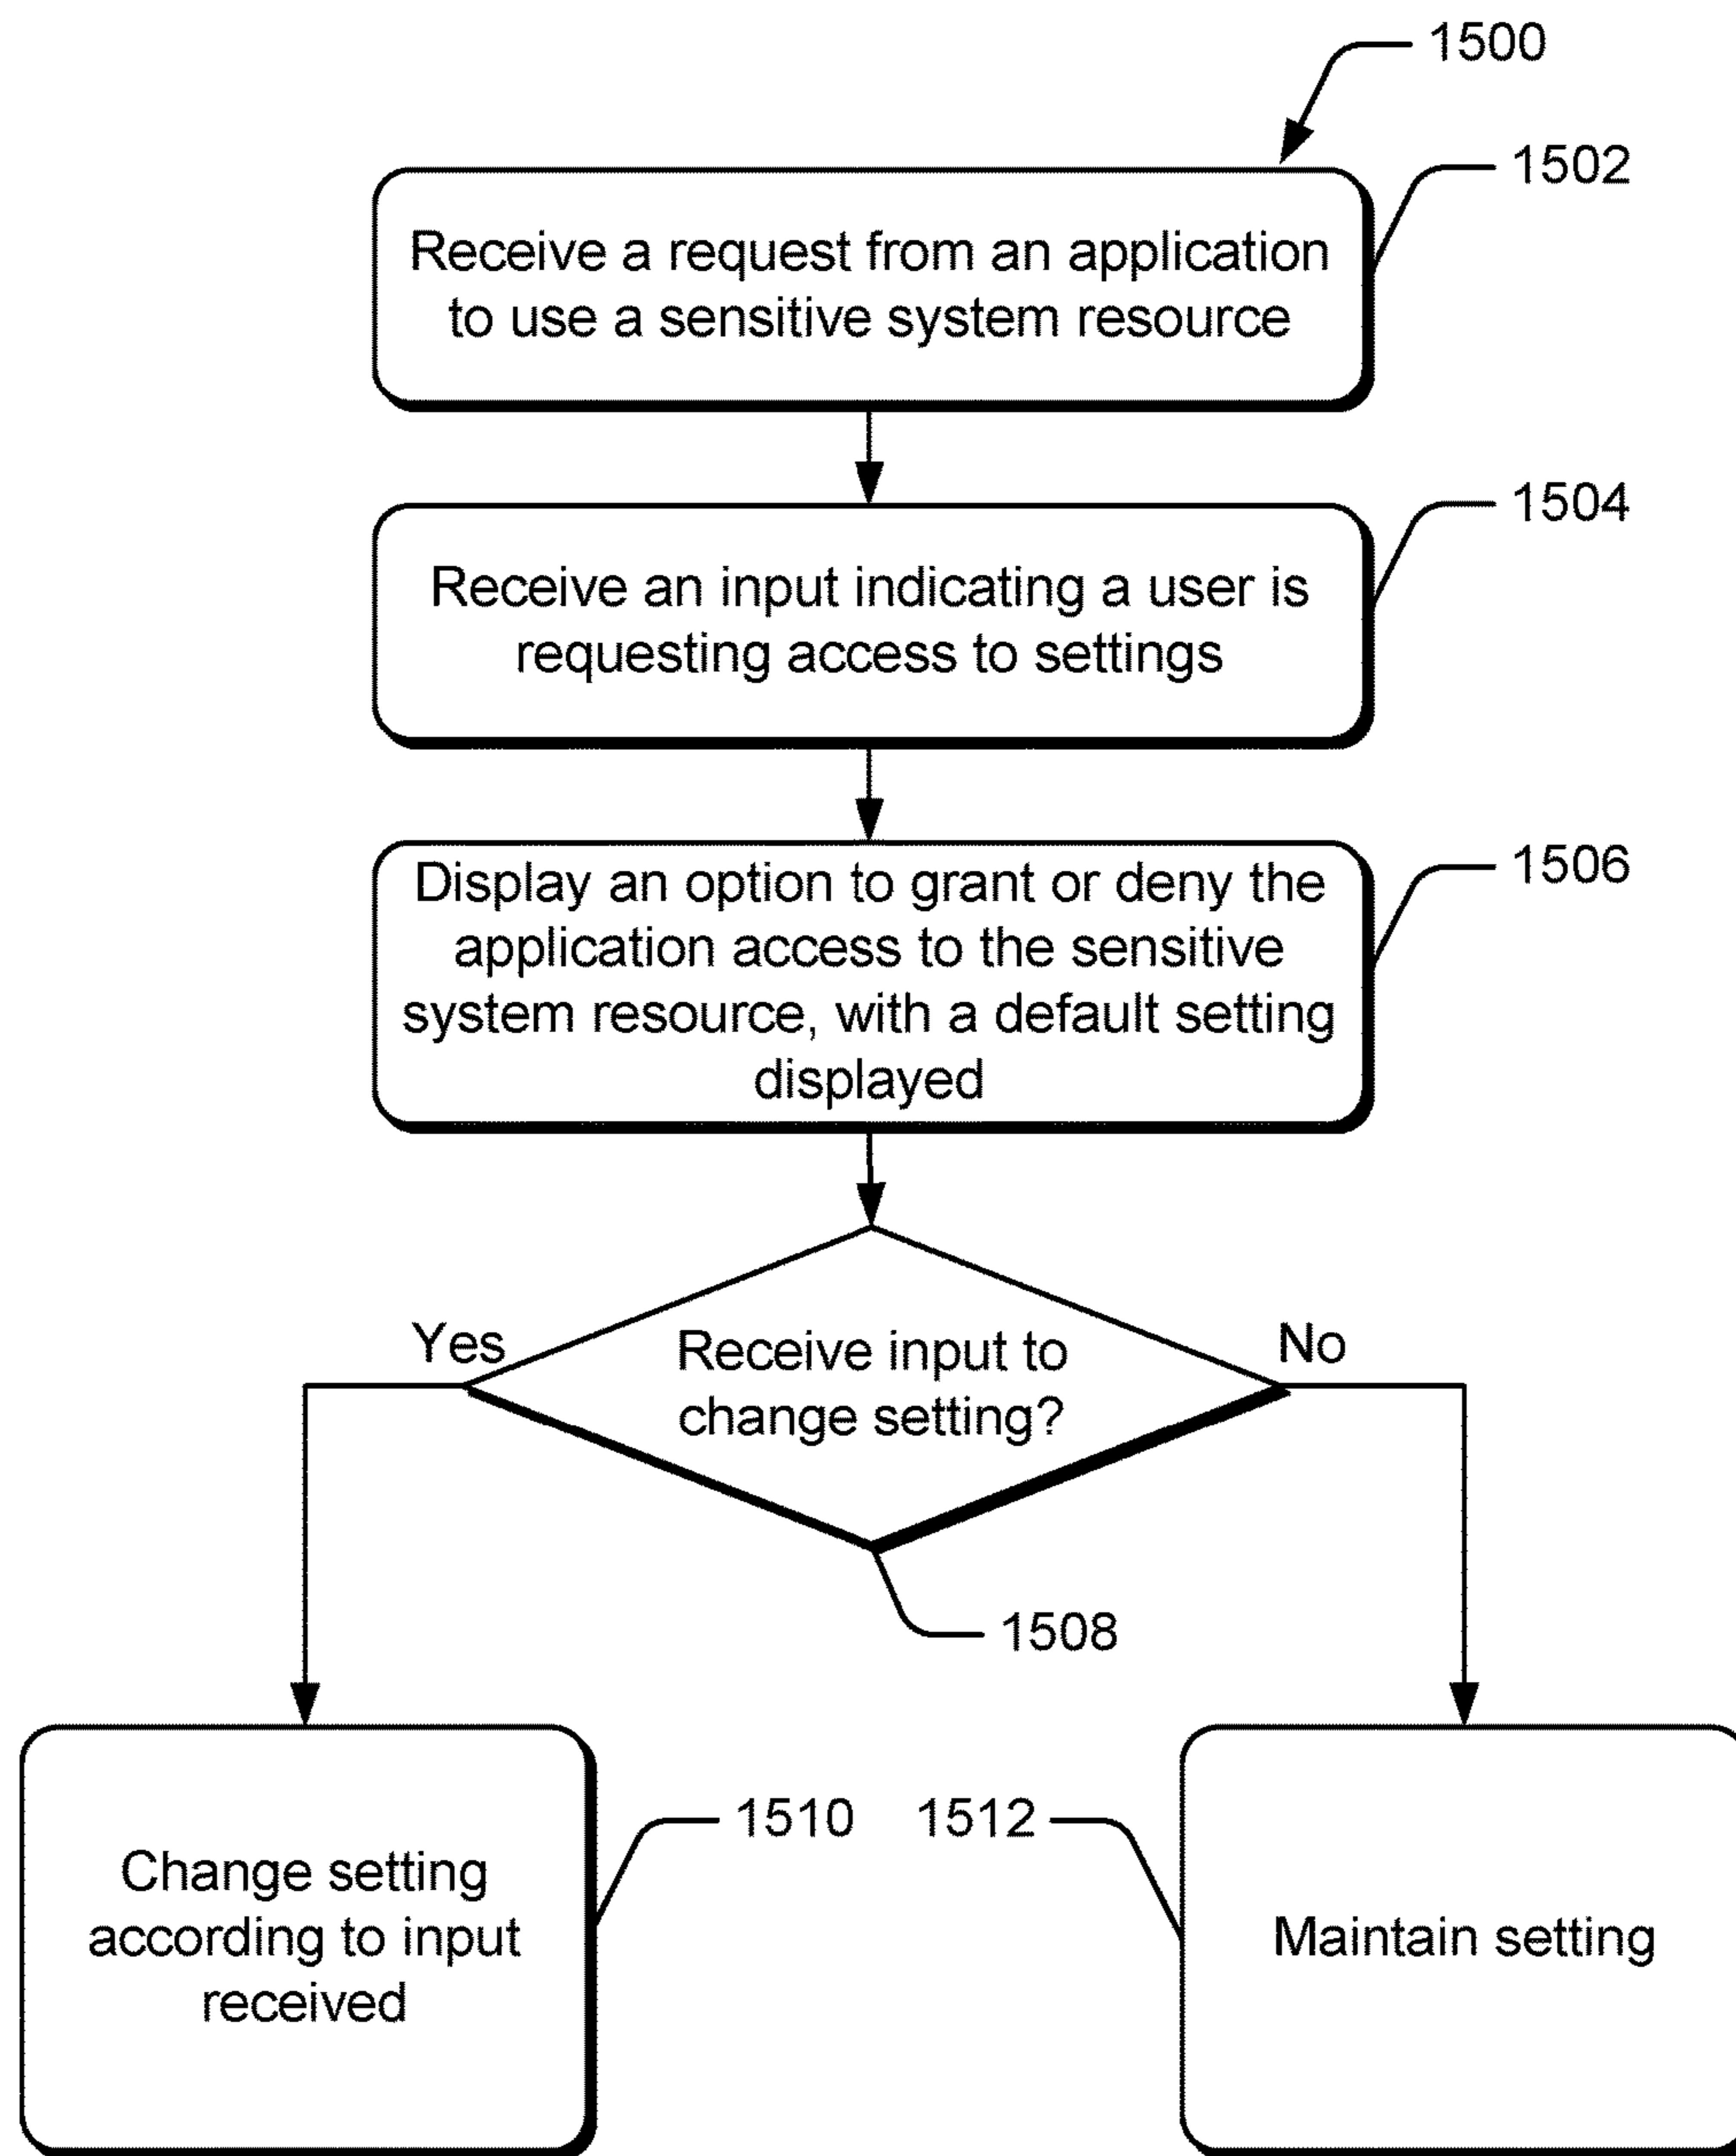 1500
1502
Receive a request from an application
to use a sensitive system resource
1504
Receive an input indicating a user is
requesting access to settings
1506
Display an option to grant or deny the
application access to the sensitive
system resource, with a default setting
displayed
Yes
No
Receive input to
change setting?
1508
1510
1512
Change setting
according to input
received
Maintain setting